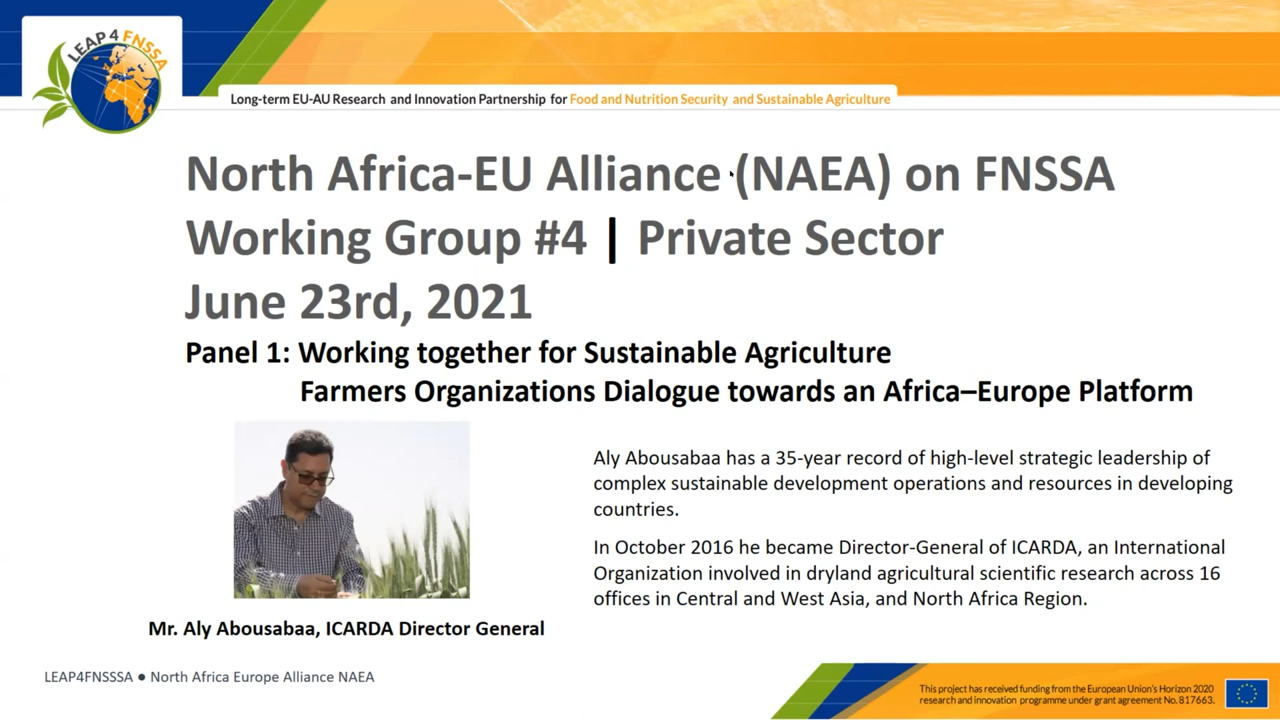 LEAP 4 FNSSA
Long-term EU-AU Research and Innovation Partnership for Food and Nutrition Security and Sustainable Agriculture
North Africa-EU Alliance (NAEA) on FNSSA
Working Group #4 | Private Sector
June 23rd, 2021
Panel 1: Working together for Sustainable Agriculture
Farmers Organizations Dialogue towards an Africa–Europe Platform
Aly Abousabaa has a 35-year record of high-level strategic leadership of
complex sustainable development operations and resources in developing
countries.
In October 2016 he became Director-General of ICARDA, an International
Organization involved in dryland agricultural scientific research across 16
offices in Central and West Asia, and North Africa Region.
Mr. Aly Abousabaa, ICARDA Director General
LEAP4FNSSSA ● North Africa Europe Alliance NAEA
This project has received funding from the European Union's Horizon 2020
research and innovation programme under grant agreement No. 817663.